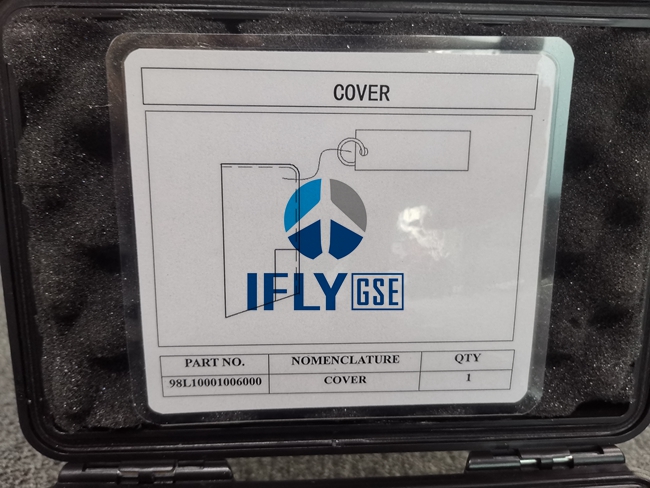 COVER
IFLY GSE
PART NO. NOMENCLATURE QTY
98L10001006000 COVER 1